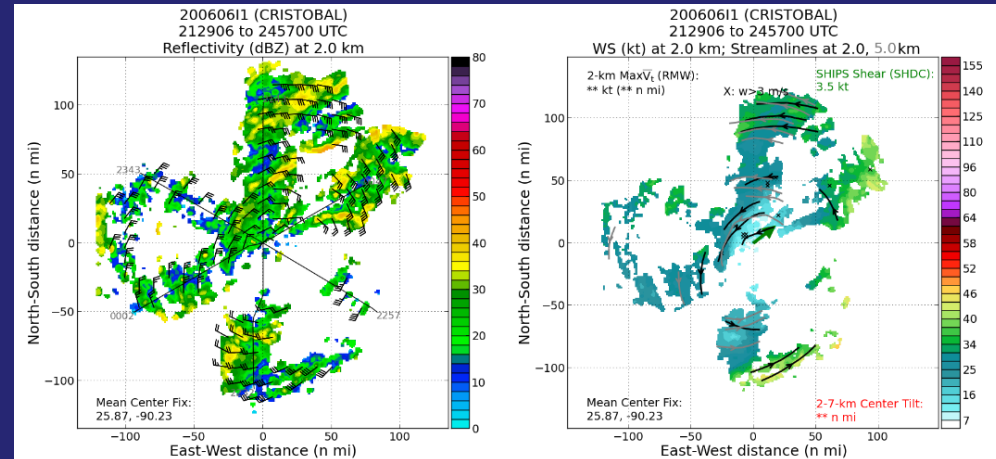 200606I1 (CRISTOBAL)
212906 to 245700 UTC
Reflectivity (dBZ) at 2.0 km
North-South distance (n mi)
100
50
0
−50
−100
2343
0002
2257
Mean Center Fix:
25.87, -90.23
−100
−50
0
50
100
East-West distance (n mi)
80
70
60
50
40
30
20
10
0
200606I1 (CRISTOBAL)
212906 to 245700 UTC
WS (kt) at 2.0 km; Streamlines at 2.0, 5.0 km
2-km MaxV̅ₜ (RMW):
** kt (** n mi)
X: w>3 m/s
SHIPS Shear (SHDC):
3.5 kt
North-South distance (n mi)
100
50
0
−50
−100
Mean Center Fix:
25.87, -90.23
2-7-km Center Tilt:
** n mi
−100
−50
0
50
100
East-West distance (n mi)
155
140
125
110
96
83
74
64
58
52
46
40
34
25
16
7